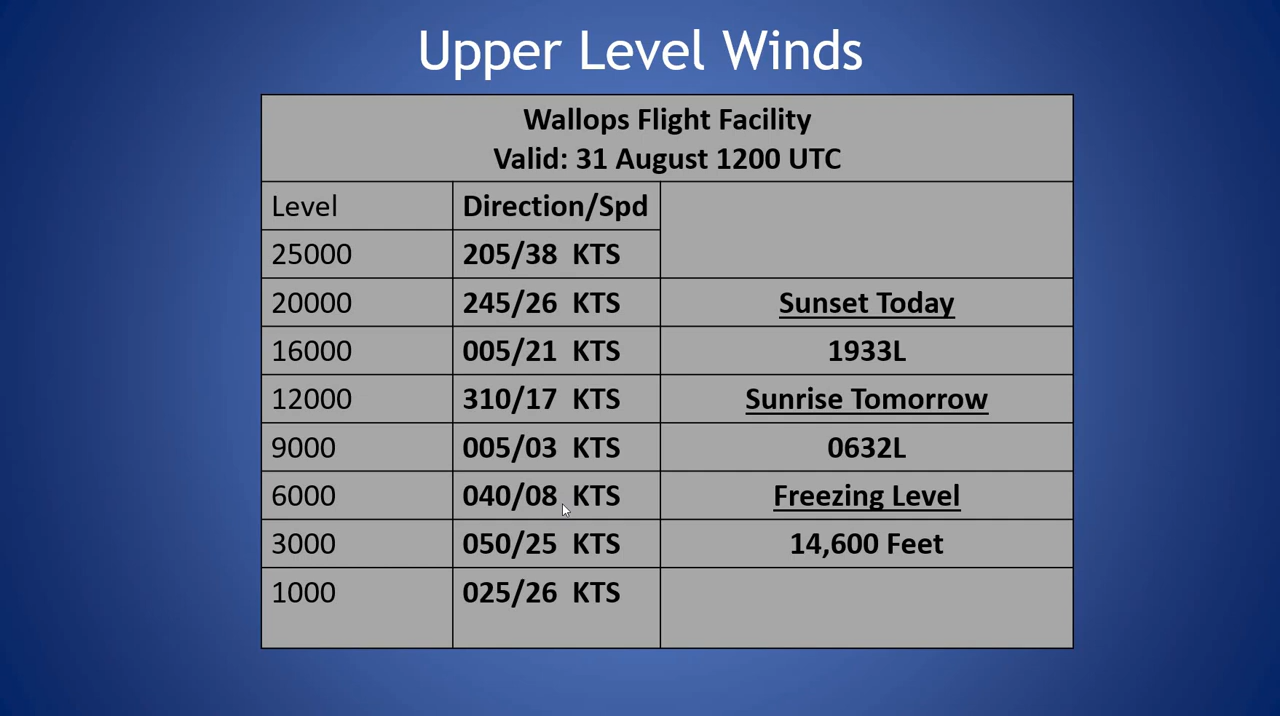 Upper Level Winds
Wallops Flight Facility
Valid: 31 August 1200 UTC
Level Direction/Spd
25000 205/38 KTS
20000 245/26 KTS Sunset Today
16000 005/21 KTS 1933L
12000 310/17 KTS Sunrise Tomorrow
9000 005/03 KTS 0632L
6000 040/08 KTS Freezing Level
3000 050/25 KTS 14,600 Feet
1000 025/26 KTS